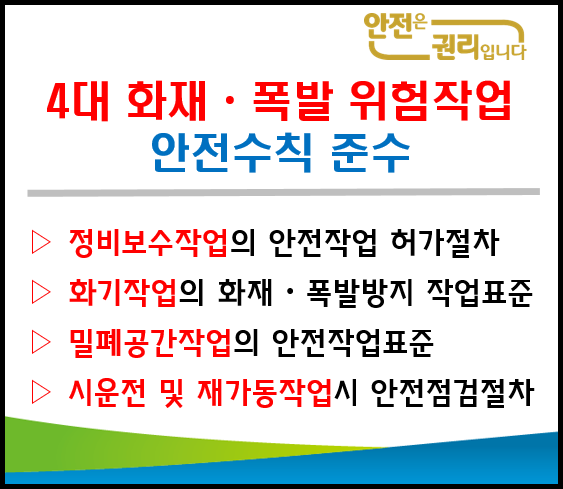 안전은
권리입니다
4대 화재·폭발 위험작업
안전수칙 준수
▷ 정비보수작업의 안전작업 허가절차
▷ 화기작업의 화재·폭발방지 작업표준
▷ 밀폐공간작업의 안전작업표준
▷ 시운전 및 재가동작업시 안전점검절차